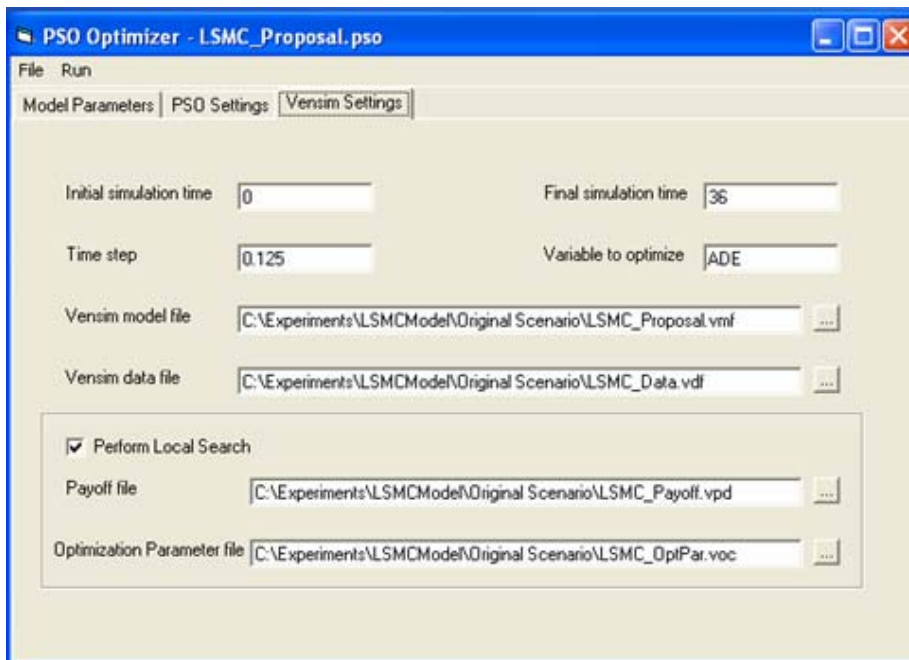 PSO Optimizer - LSMC_Proposal.pso
File Run
Model Parameters PSO Settings Vensim Settings
Initial simulation time 0 Final simulation time 36
Time step 0.125 Variable to optimize ADE
Vensim model file C:\Experiments\LSMCModel\Original Scenario\LSMC_Proposal.vmf ...
Vensim data file C:\Experiments\LSMCModel\Original Scenario\LSMC_Data.vdf ...
Perform Local Search
Payoff file C:\Experiments\LSMCModel\Original Scenario\LSMC_Payoff.vpd ...
Optimization Parameter file C:\Experiments\LSMCModel\Original Scenario\LSMC_OptPar.voc ...